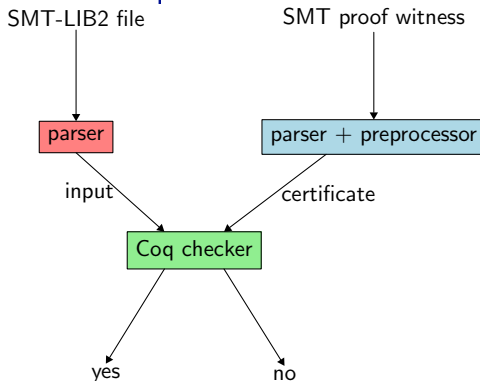 SMT-LIB2 file
SMT proof witness
parser
parser + preprocessor
input
certificate
Coq checker
yes
no